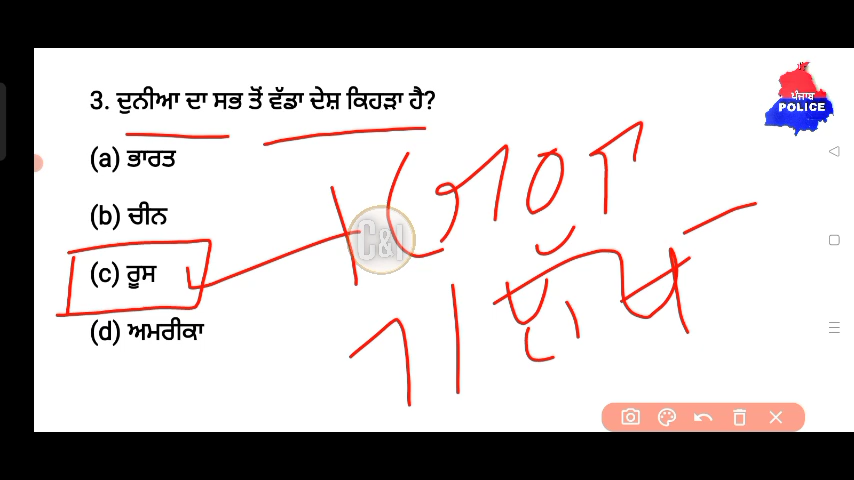 3. ਦੁਨੀਆ ਦਾ ਸਭ ਤੋਂ ਵੱਡਾ ਦੇਸ਼ ਕਿਹੜਾ ਹੈ?
(a) ਭਾਰਤ
(b) ਚੀਨ
(c) ਰੂਸ
(d) ਅਮਰੀਕਾ
ਪੰਜਾਬ
POLICE
C&I